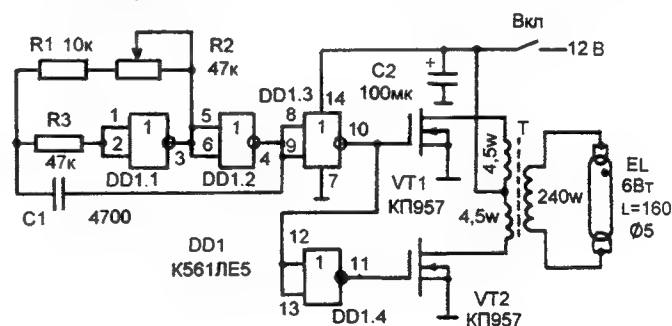 Вкл
12 В
R1 10к
R2
47к
C2
100мк
DD1.3
R3
47к
1
2
1
3
DD1.1
5
6
1
4
DD1.2
8
9
14
1
10
7
C1
4700
VT1
КП957
4,5w
4,5w
T
240w
EL
6Вт
L=160
Ø5
DD1
К561ЛЕ5
12
13
1
11
DD1.4
VT2
КП957
+